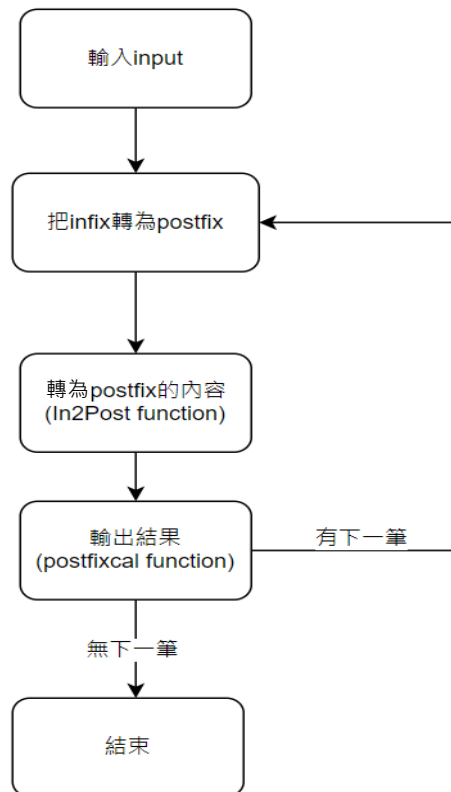 輸入input
把infix轉為postfix
轉為postfix的內容
(In2Post function)
輸出結果
(postfixcal function)
有下一筆
無下一筆
結束